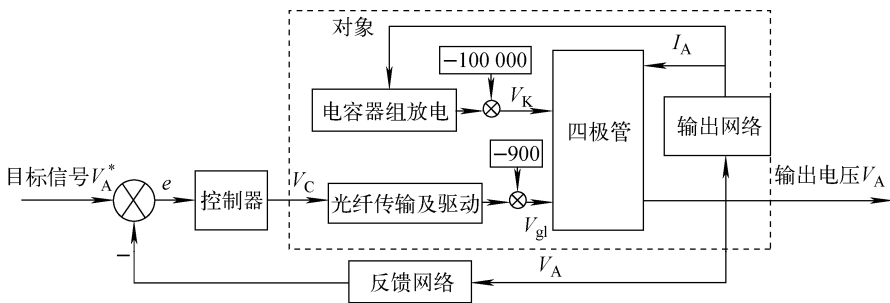 对象
I_A
−100 000
电容器组放电
V_K
四极管
输出网络
−900
目标信号V_A^*
e
控制器
V_C
光纤传输及驱动
V_gl
输出电压V_A
−
反馈网络
V_A